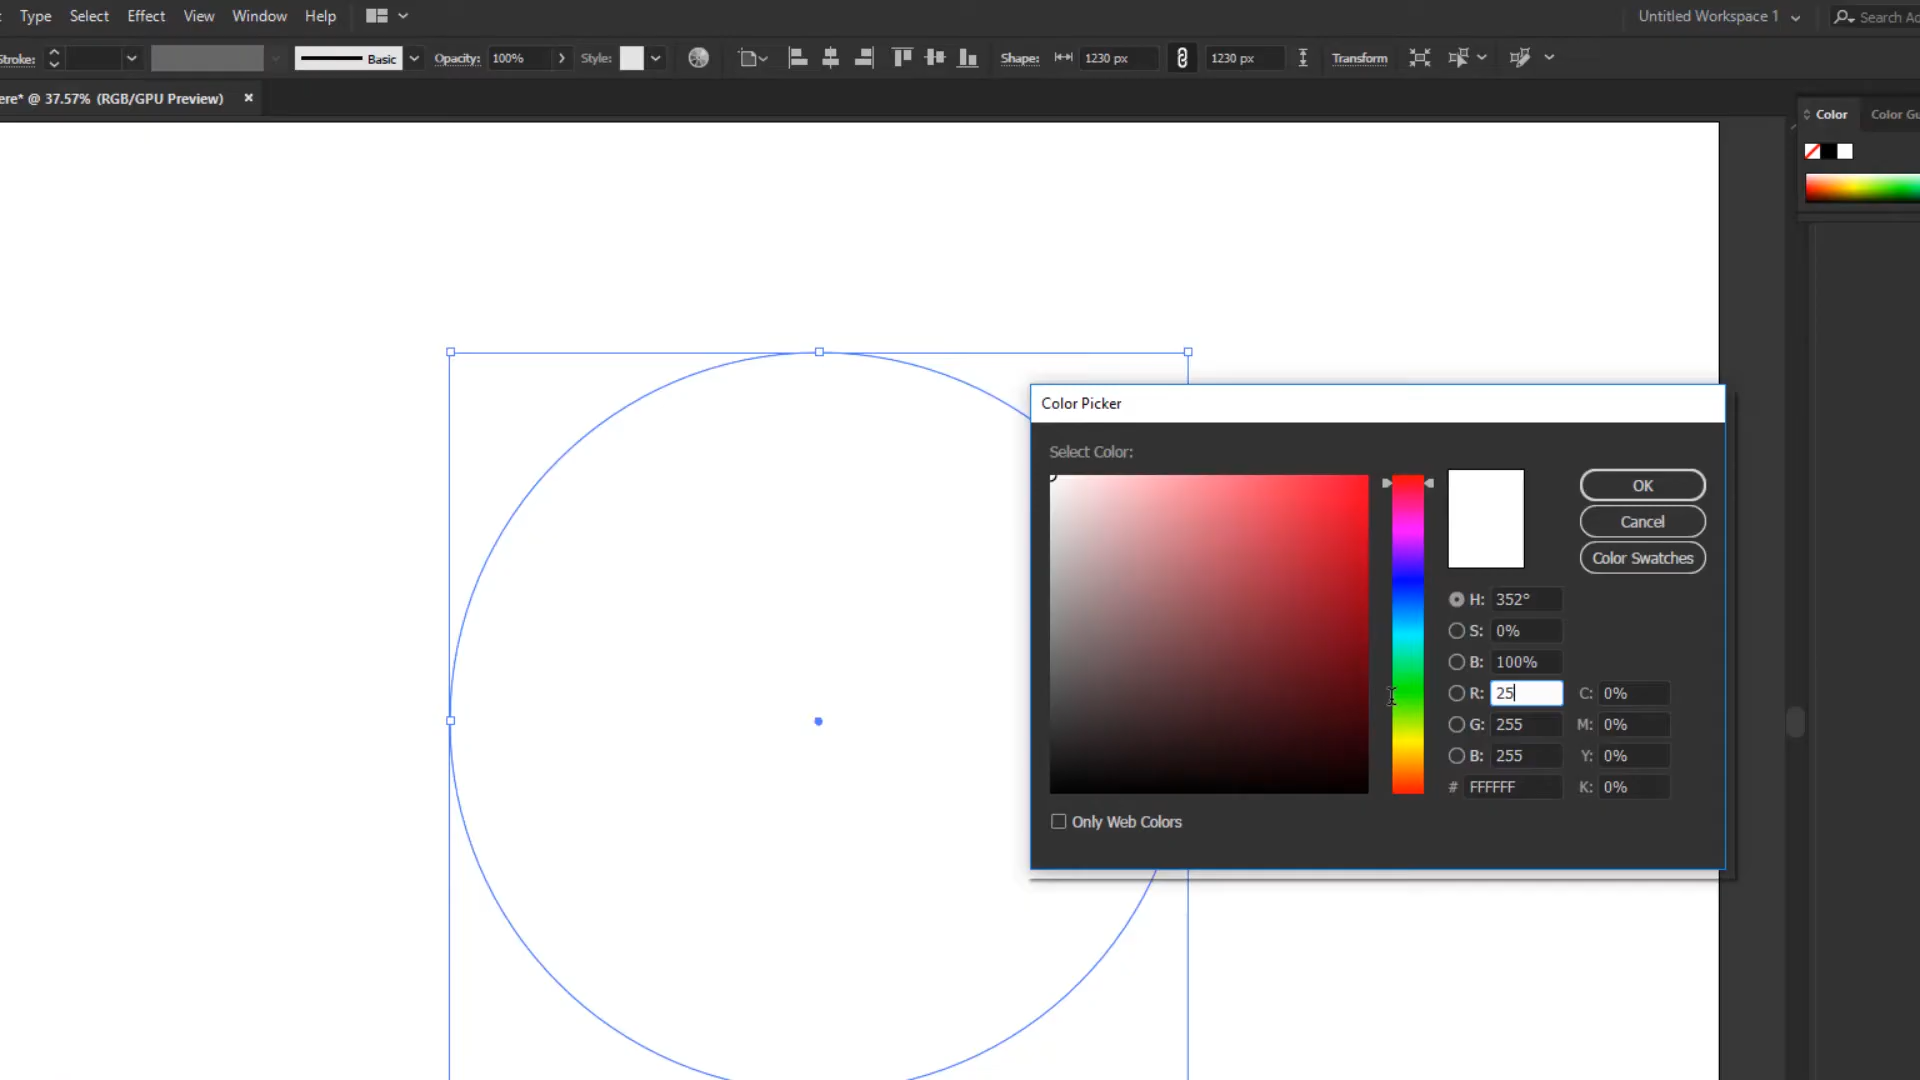 Type Select Effect View Window Help Untitled Workspace 1 Search Ad
Stroke: Basic Opacity: 100% Style: Shape: 1230 px 1230 px Transform
ere* @ 37.57% (RGB/GPU Preview) ×
Color Color Gu
Color Picker
Select Color:
OK
Cancel
Color Swatches
H: 352°
S: 0%
B: 100%
R: 25 C: 0%
G: 255 M: 0%
B: 255 Y: 0%
# FFFFFF K: 0%
Only Web Colors